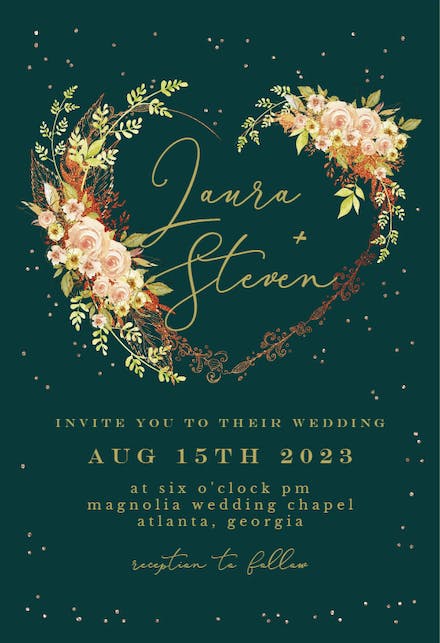 Laura
+
Steven
INVITE YOU TO THEIR WEDDING
AUG 15TH 2023
at six o'clock pm
magnolia wedding chapel
atlanta, georgia
reception to follow